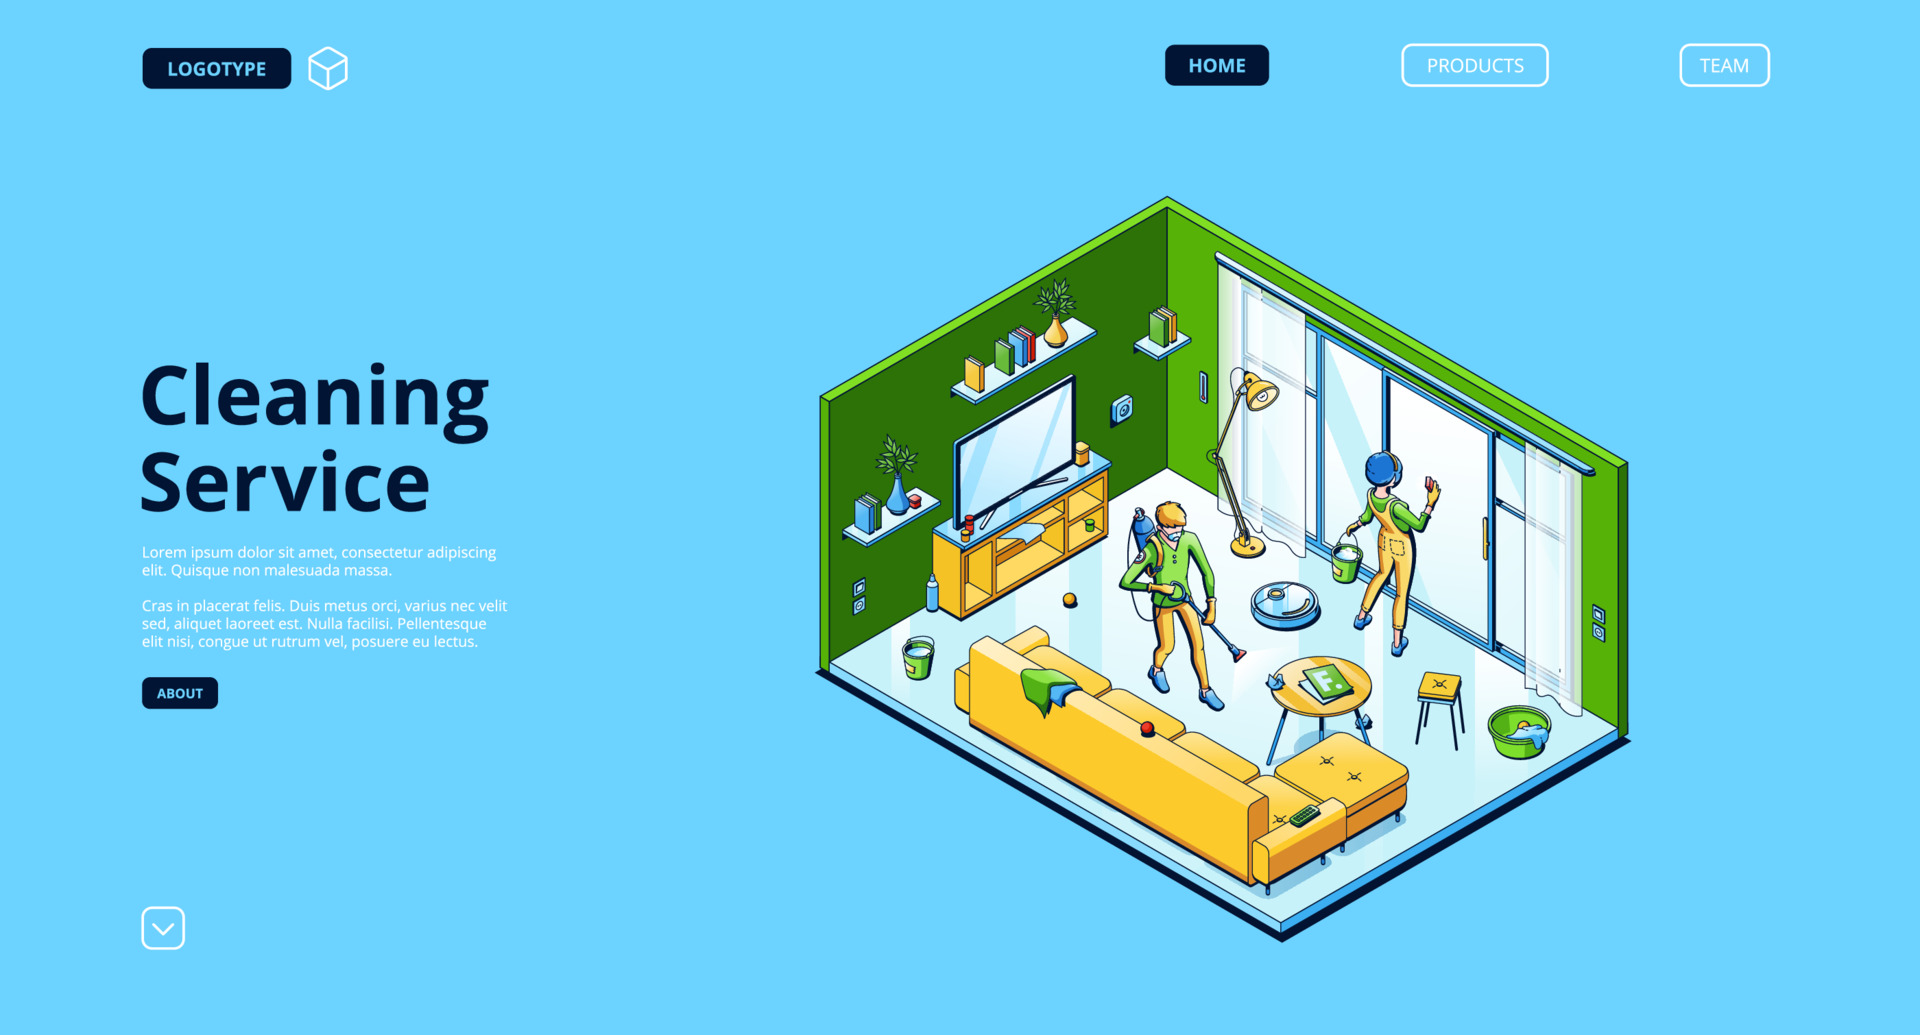 LOGOTYPE
HOME
PRODUCTS
TEAM
Cleaning
Service
Lorem ipsum dolor sit amet, consectetur adipiscing
elit. Quisque non malesuada massa.
Cras in placerat felis. Duis metus orci, varius nec velit
sed, aliquet laoreet est. Nulla facilisi. Pellentesque
elit nisi, congue ut rutrum vel, posuere eu lectus.
ABOUT
F.